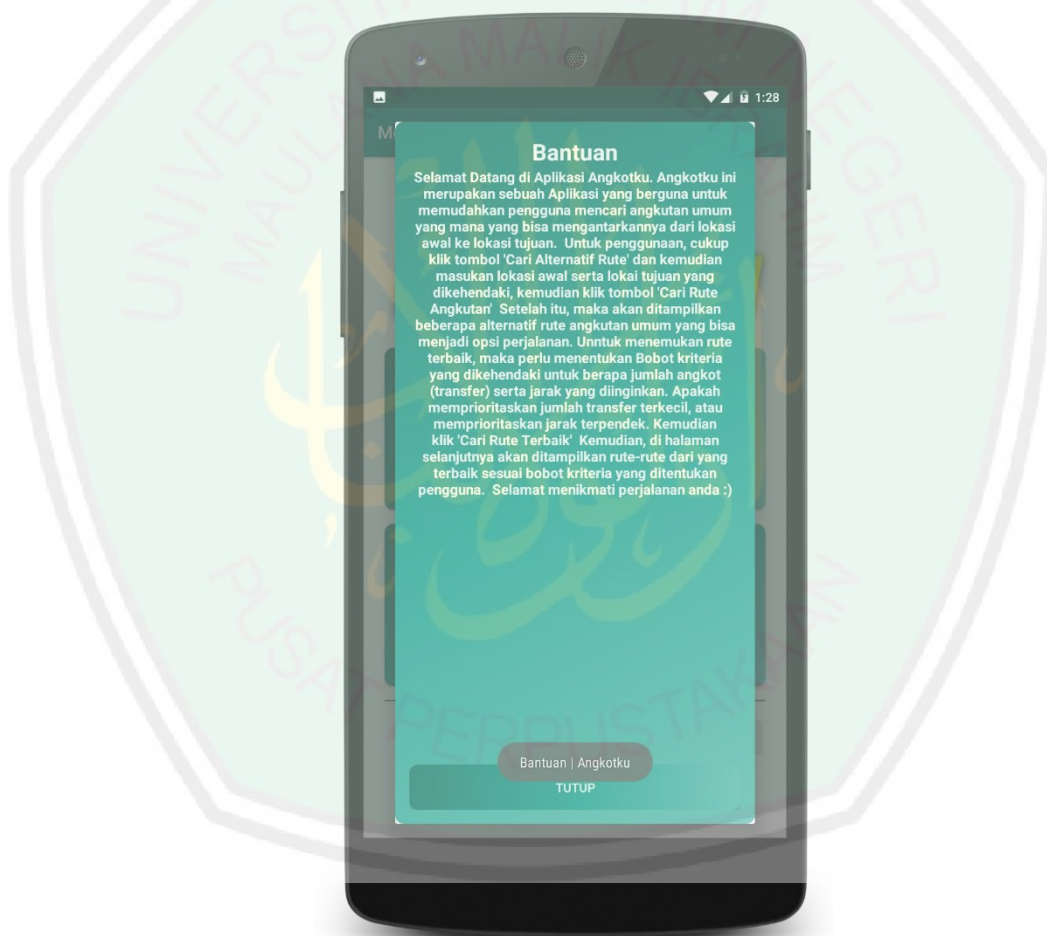 1:28
M
Bantuan
Selamat Datang di Aplikasi Angkotku. Angkotku ini
merupakan sebuah Aplikasi yang berguna untuk
memudahkan pengguna mencari angkutan umum
yang mana yang bisa mengantarkannya dari lokasi
awal ke lokasi tujuan.  Untuk penggunaan, cukup
klik tombol 'Cari Alternatif Rute' dan kemudian
masukan lokasi awal serta lokai tujuan yang
dikehendaki, kemudian klik tombol 'Cari Rute
Angkutan'  Setelah itu, maka akan ditampilkan
beberapa alternatif rute angkutan umum yang bisa
menjadi opsi perjalanan. Unntuk menemukan rute
terbaik, maka perlu menentukan Bobot kriteria
yang dikehendaki untuk berapa jumlah angkot
(transfer) serta jarak yang diinginkan. Apakah
memprioritaskan jumlah transfer terkecil, atau
memprioritaskan jarak terpendek. Kemudian
klik 'Cari Rute Terbaik'  Kemudian, di halaman
selanjutnya akan ditampilkan rute-rute dari yang
terbaik sesuai bobot kriteria yang ditentukan
pengguna.  Selamat menikmati perjalanan anda :)
Bantuan | Angkotku
TUTUP
MAULANA MALIK IBRAHIM
PUSAT PERPUSTAKAAN